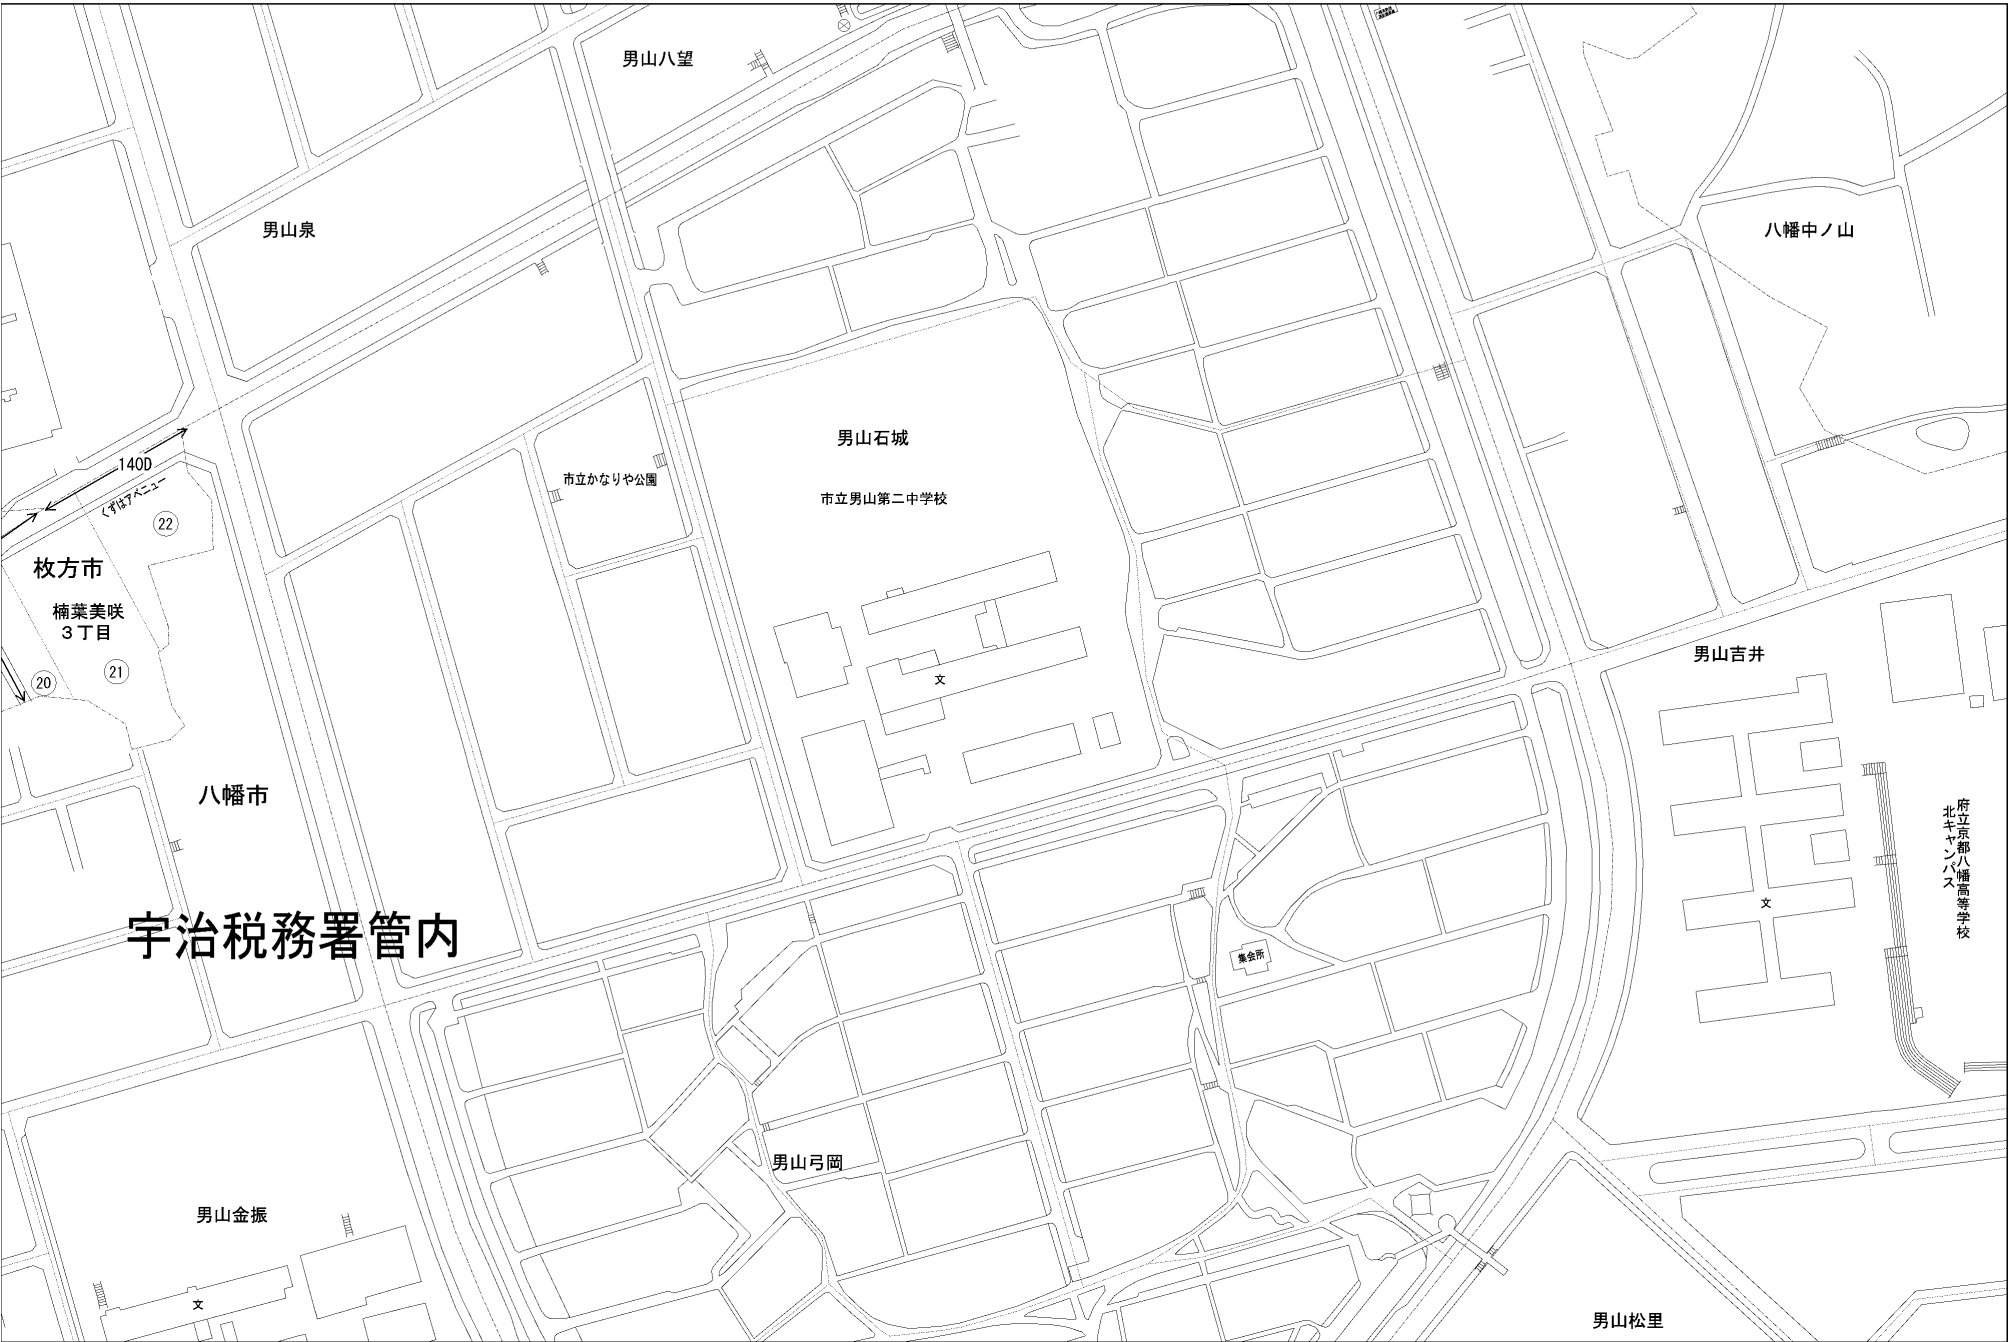 男山八望
男山泉
八幡中ノ山
男山石城
140D
くずはアベニュー
市立かなりや公園
市立男山第二中学校
22
枚方市
楠葉美咲
3丁目
男山吉井
21
20
文
八幡市
府立京都八幡高等学校
北キャンパス
文
宇治税務署管内
集会所
男山弓岡
男山金振
文
男山松里